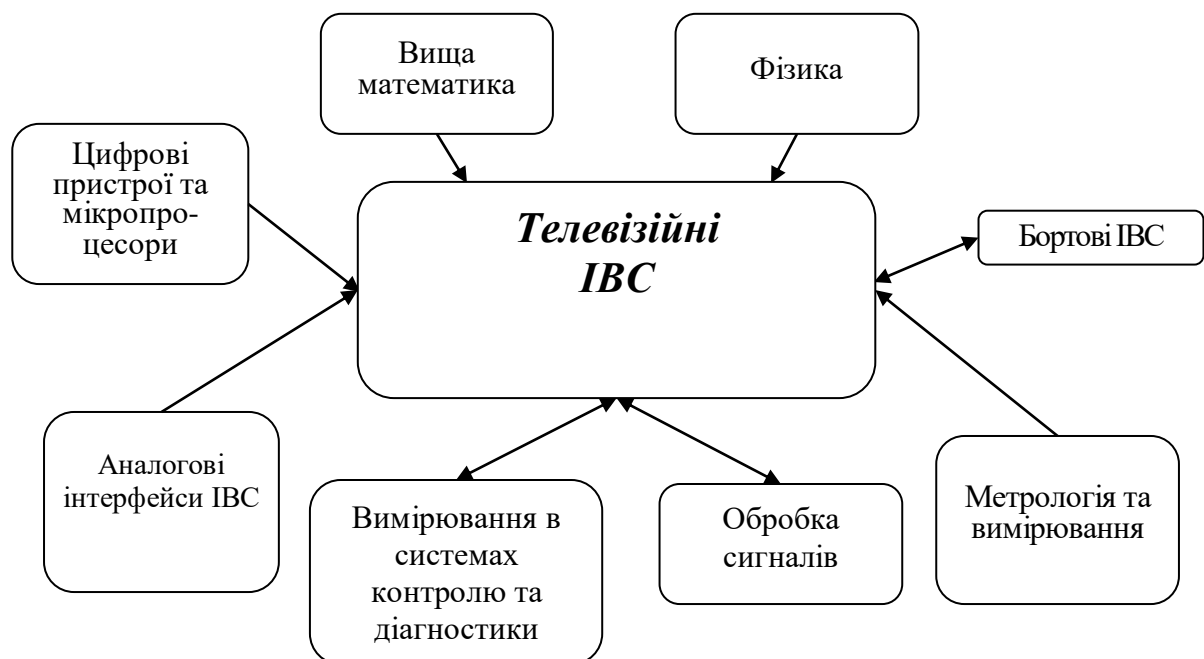 Вища
математика
Фізика
Цифрові
пристрої та
мікропро-
цесори
Телевізійні
ІВС
Бортові ІВС
Аналогові
інтерфейси ІВС
Вимірювання в
системах
контролю та
діагностики
Обробка
сигналів
Метрологія та
вимірювання